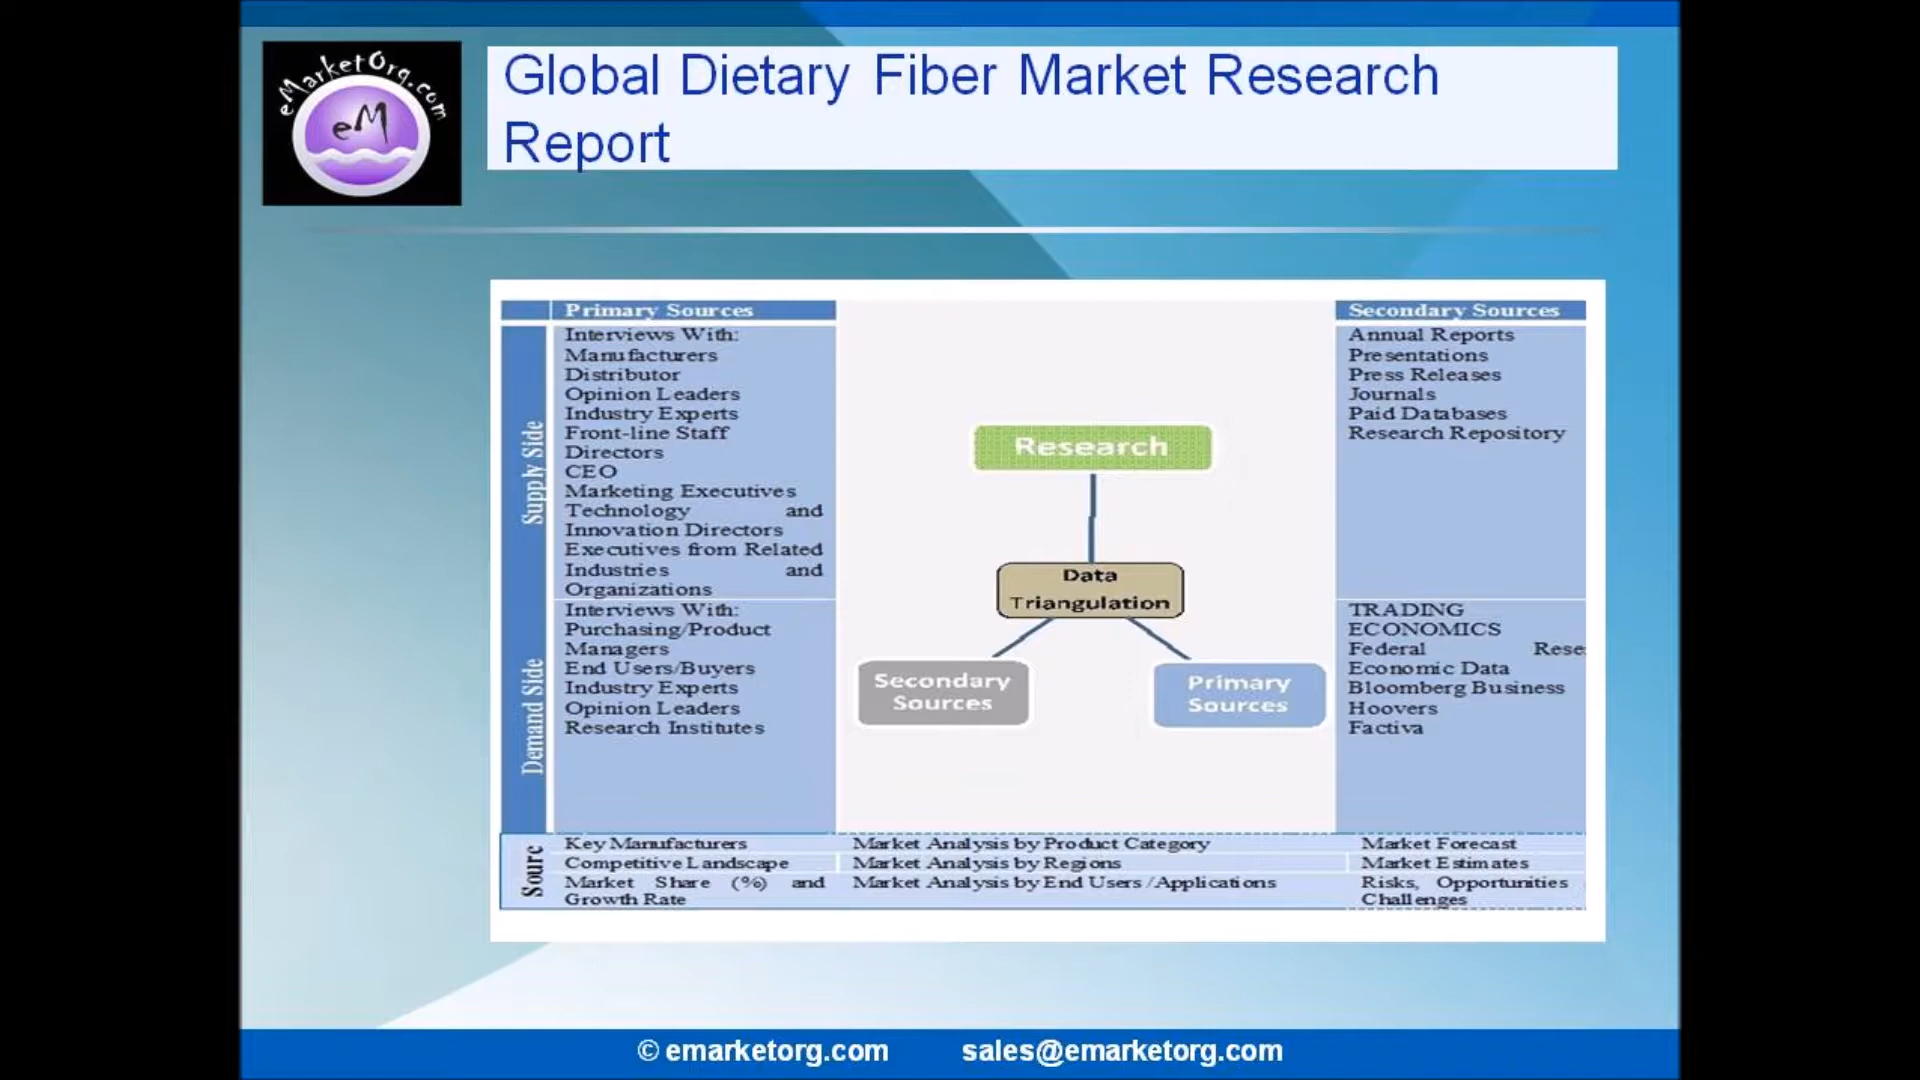 eMarketOrg.com
eM
Global Dietary Fiber Market Research
Report
Primary Sources
Supply Side
Interviews With:
Manufacturers
Distributor
Opinion Leaders
Industry Experts
Front-line Staff
Directors
CEO
Marketing Executives
Technology and
Innovation Directors
Executives from Related
Industries and
Organizations
Demand Side
Interviews With:
Purchasing/Product
Managers
End Users/Buyers
Industry Experts
Opinion Leaders
Research Institutes
Research
Data
Triangulation
Secondary
Sources
Primary
Sources
Secondary Sources
Annual Reports
Presentations
Press Releases
Journals
Paid Databases
Research Repository
TRADING
ECONOMICS
Federal Rese
Economic Data
Bloomberg Business
Hoovers
Factiva
Sourc
Key Manufacturers
Competitive Landscape
Market Share (%) and
Growth Rate
Market Analysis by Product Category
Market Analysis by Regions
Market Analysis by End Users /Applications
Market Forecast
Market Estimates
Risks, Opportunities
Challenges
© emarketorg.com sales@emarketorg.com